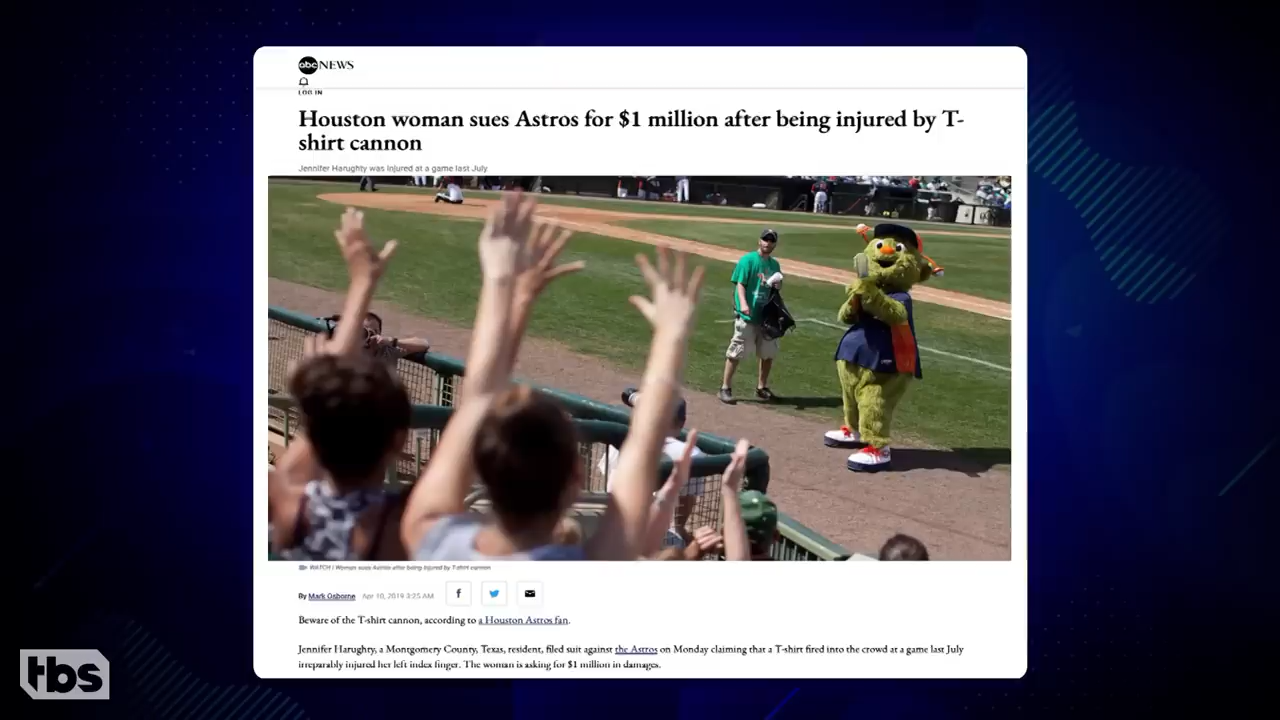 abc NEWS
LOG IN
Houston woman sues Astros for $1 million after being injured by T-
shirt cannon
Jennifer Harughty was injured at a game last July
WATCH | Woman sues Astros after being injured by T-shirt cannon
By Mark Osborne Apr 10, 2019 3:25 AM
Beware of the T-shirt cannon, according to a Houston Astros fan.
Jennifer Harughty, a Montgomery County, Texas, resident, filed suit against the Astros on Monday claiming that a T-shirt fired into the crowd at a game last July
irreparably injured her left index finger. The woman is asking for $1 million in damages.
tbs